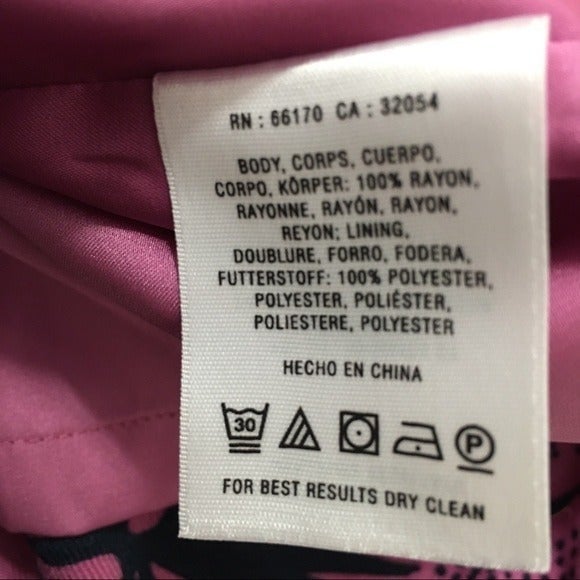 RN : 66170 CA : 32054
BODY, CORPS, CUERPO,
CORPO, KÖRPER: 100% RAYON,
RAYONNE, RAYÓN, RAYON,
REYON; LINING,
DOUBLURE, FORRO, FODERA,
FUTTERSTOFF: 100% POLYESTER,
POLYESTER, POLIÉSTER,
POLIESTERE, POLYESTER
HECHO EN CHINA
30 P
FOR BEST RESULTS DRY CLEAN